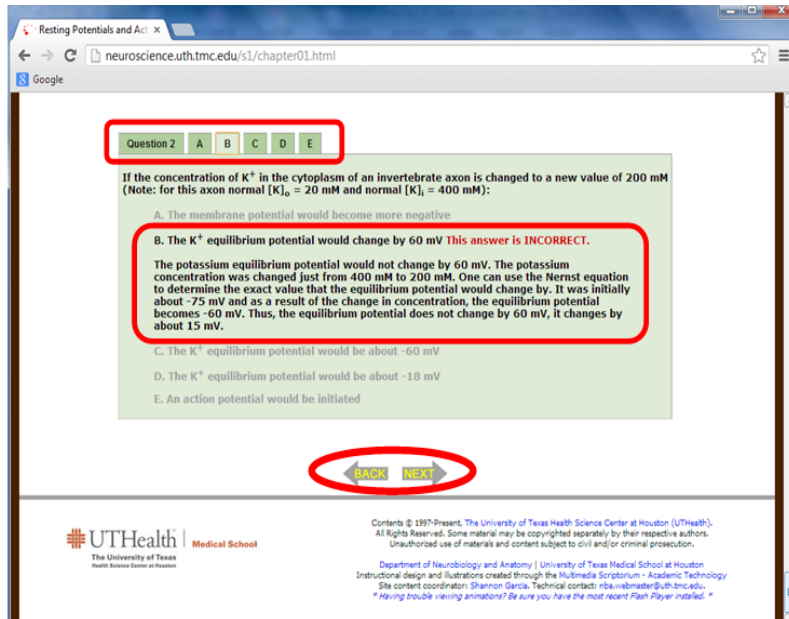 Resting Potentials and Act ×
neuroscience.uth.tmc.edu/s1/chapter01.html
Google
Question 2 A B C D E
If the concentration of K+ in the cytoplasm of an invertebrate axon is changed to a new value of 200 mM
(Note: for this axon normal [K]o = 20 mM and normal [K]i = 400 mM):
A. The membrane potential would become more negative
B. The K+ equilibrium potential would change by 60 mV This answer is INCORRECT.
The potassium equilibrium potential would not change by 60 mV. The potassium
concentration was changed just from 400 mM to 200 mM. One can use the Nernst equation
to determine the exact value that the equilibrium potential would change by. It was initially
about -75 mV and as a result of the change in concentration, the equilibrium potential
becomes -60 mV. Thus, the equilibrium potential does not change by 60 mV, it changes by
about 15 mV.
C. The K+ equilibrium potential would be about -60 mV
D. The K+ equilibrium potential would be about -18 mV
E. An action potential would be initiated
BACK NEXT
UTHealth Medical School
The University of Texas
Health Science Center at Houston
Contents © 1997-Present. The University of Texas Health Science Center at Houston (UTHealth).
All Rights Reserved. Some material may be copyrighted separately by their respective authors.
Unauthorized use of materials and content subject to civil and/or criminal prosecution.
Department of Neurobiology and Anatomy | University of Texas Medical School at Houston
Instructional design and illustrations created through the Multimedia Scriptorium - Academic Technology
Site content coordinator: Shannon Garcia. Technical contact: nba.webmaster@uth.tmc.edu.
* Having trouble viewing animations? Be sure you have the most recent Flash Player installed. *